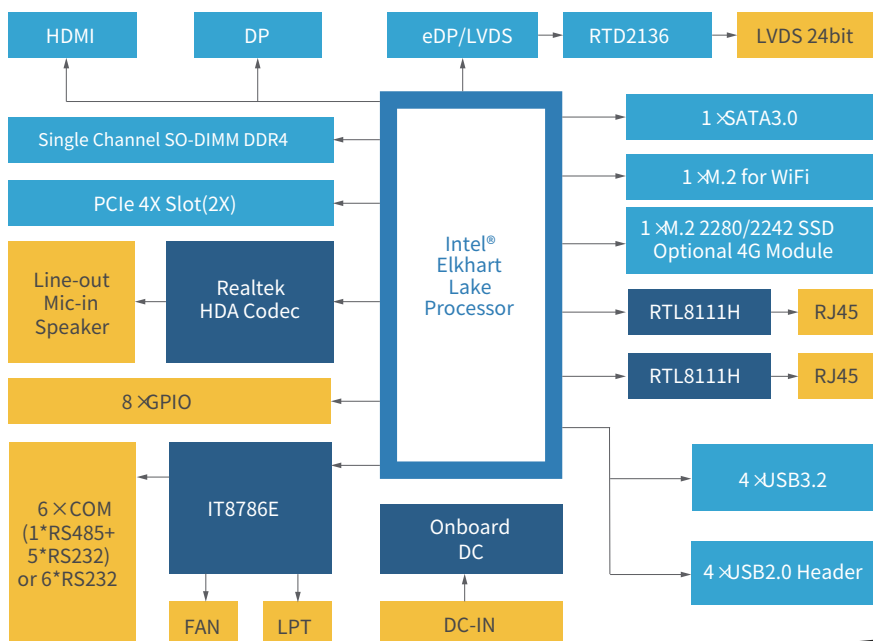 HDMI
DP
eDP/LVDS
RTD2136
LVDS 24bit
Single Channel SO-DIMM DDR4
PCIe 4X Slot(2X)
Line-out
Mic-in
Speaker
Realtek
HDA Codec
8×GPIO
6×COM
(1*RS485+
5*RS232)
or 6*RS232
IT8786E
FAN
LPT
Intel®
Elkhart
Lake
Processor
Onboard
DC
DC-IN
1×SATA3.0
1×M.2 for WiFi
1×M.2 2280/2242 SSD
Optional 4G Module
RTL8111H
RJ45
RTL8111H
RJ45
4×USB3.2
4×USB2.0 Header